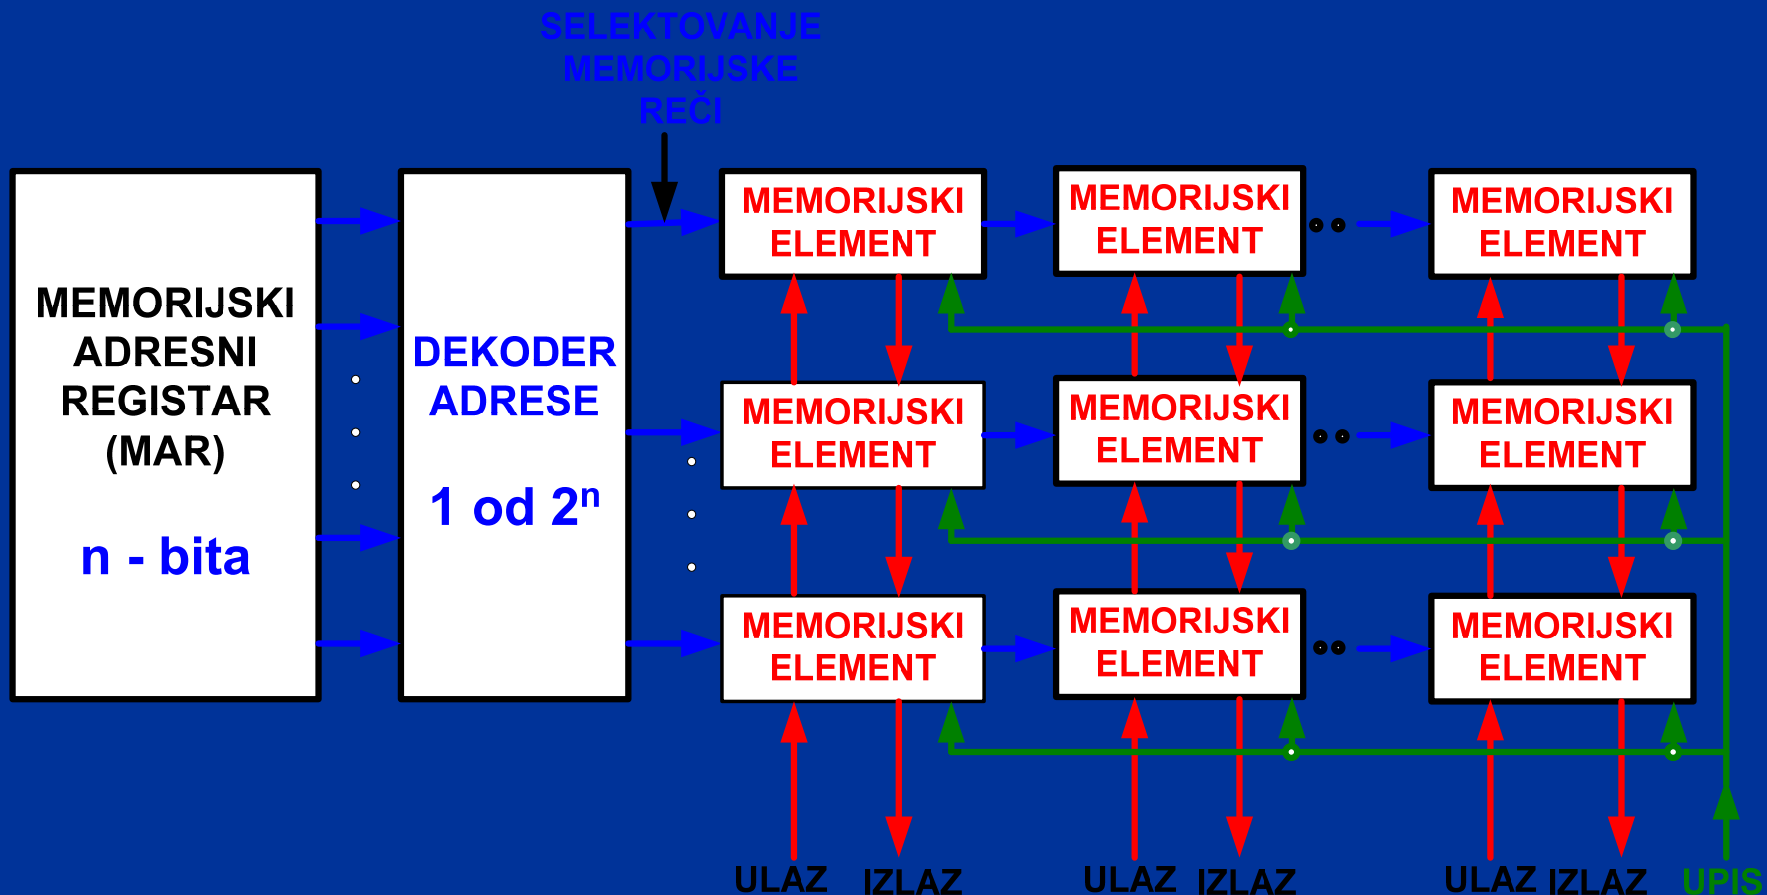 SELEKTOVANJE
MEMORIJSKE
REČI
MEMORIJSKI
ADRESNI
REGISTAR
(MAR)
n - bita
DEKODER
ADRESE
1 od 2ⁿ
MEMORIJSKI
ELEMENT
MEMORIJSKI
ELEMENT
MEMORIJSKI
ELEMENT
MEMORIJSKI
ELEMENT
MEMORIJSKI
ELEMENT
MEMORIJSKI
ELEMENT
MEMORIJSKI
ELEMENT
MEMORIJSKI
ELEMENT
MEMORIJSKI
ELEMENT
ULAZ IZLAZ ULAZ IZLAZ ULAZ IZLAZ UPIS